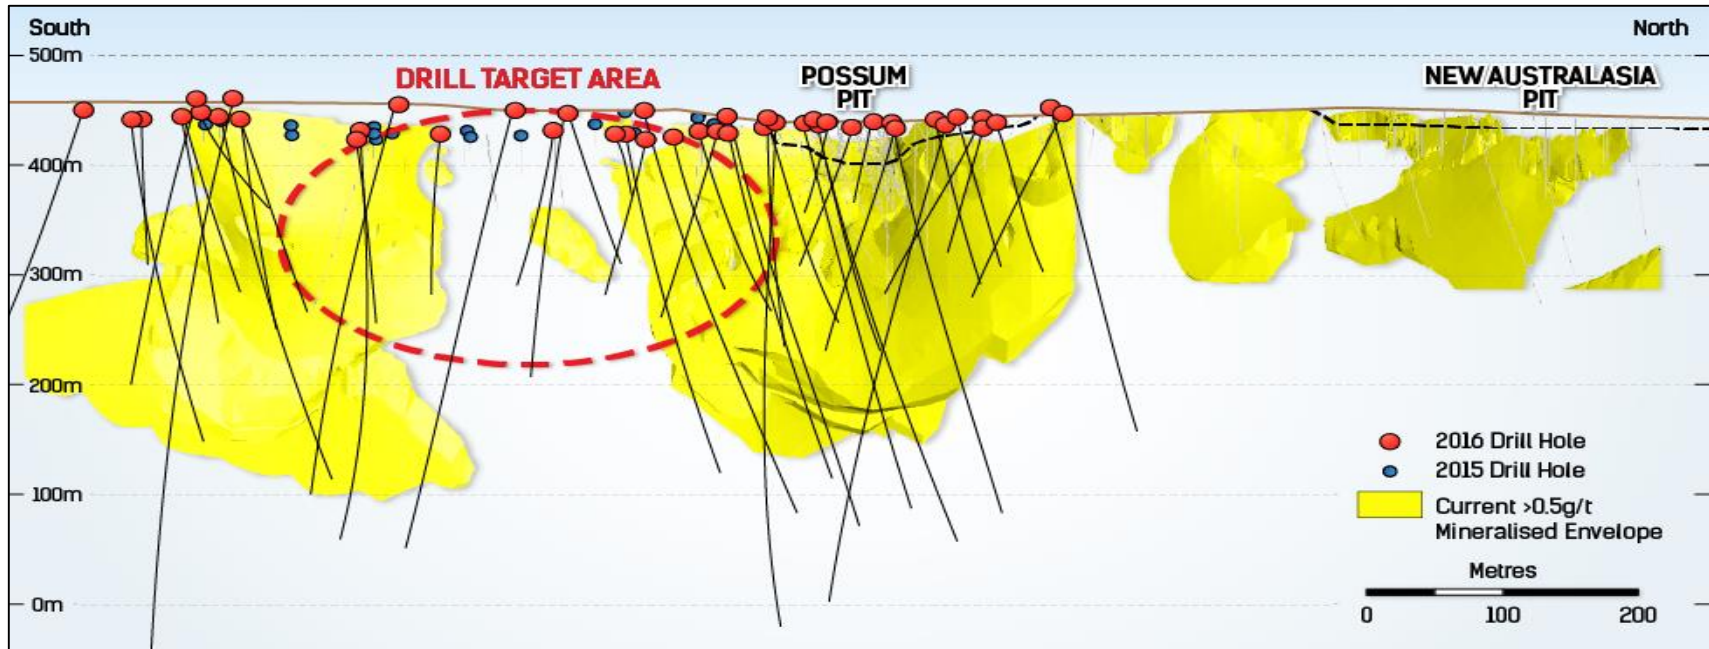 South
North
500m
DRILL TARGET AREA
POSSUM
PIT
NEW AUSTRALASIA
PIT
400m
300m
200m
100m
0m
2016 Drill Hole
2015 Drill Hole
Current >0.5g/t
Mineralised Envelope
Metres
0 100 200